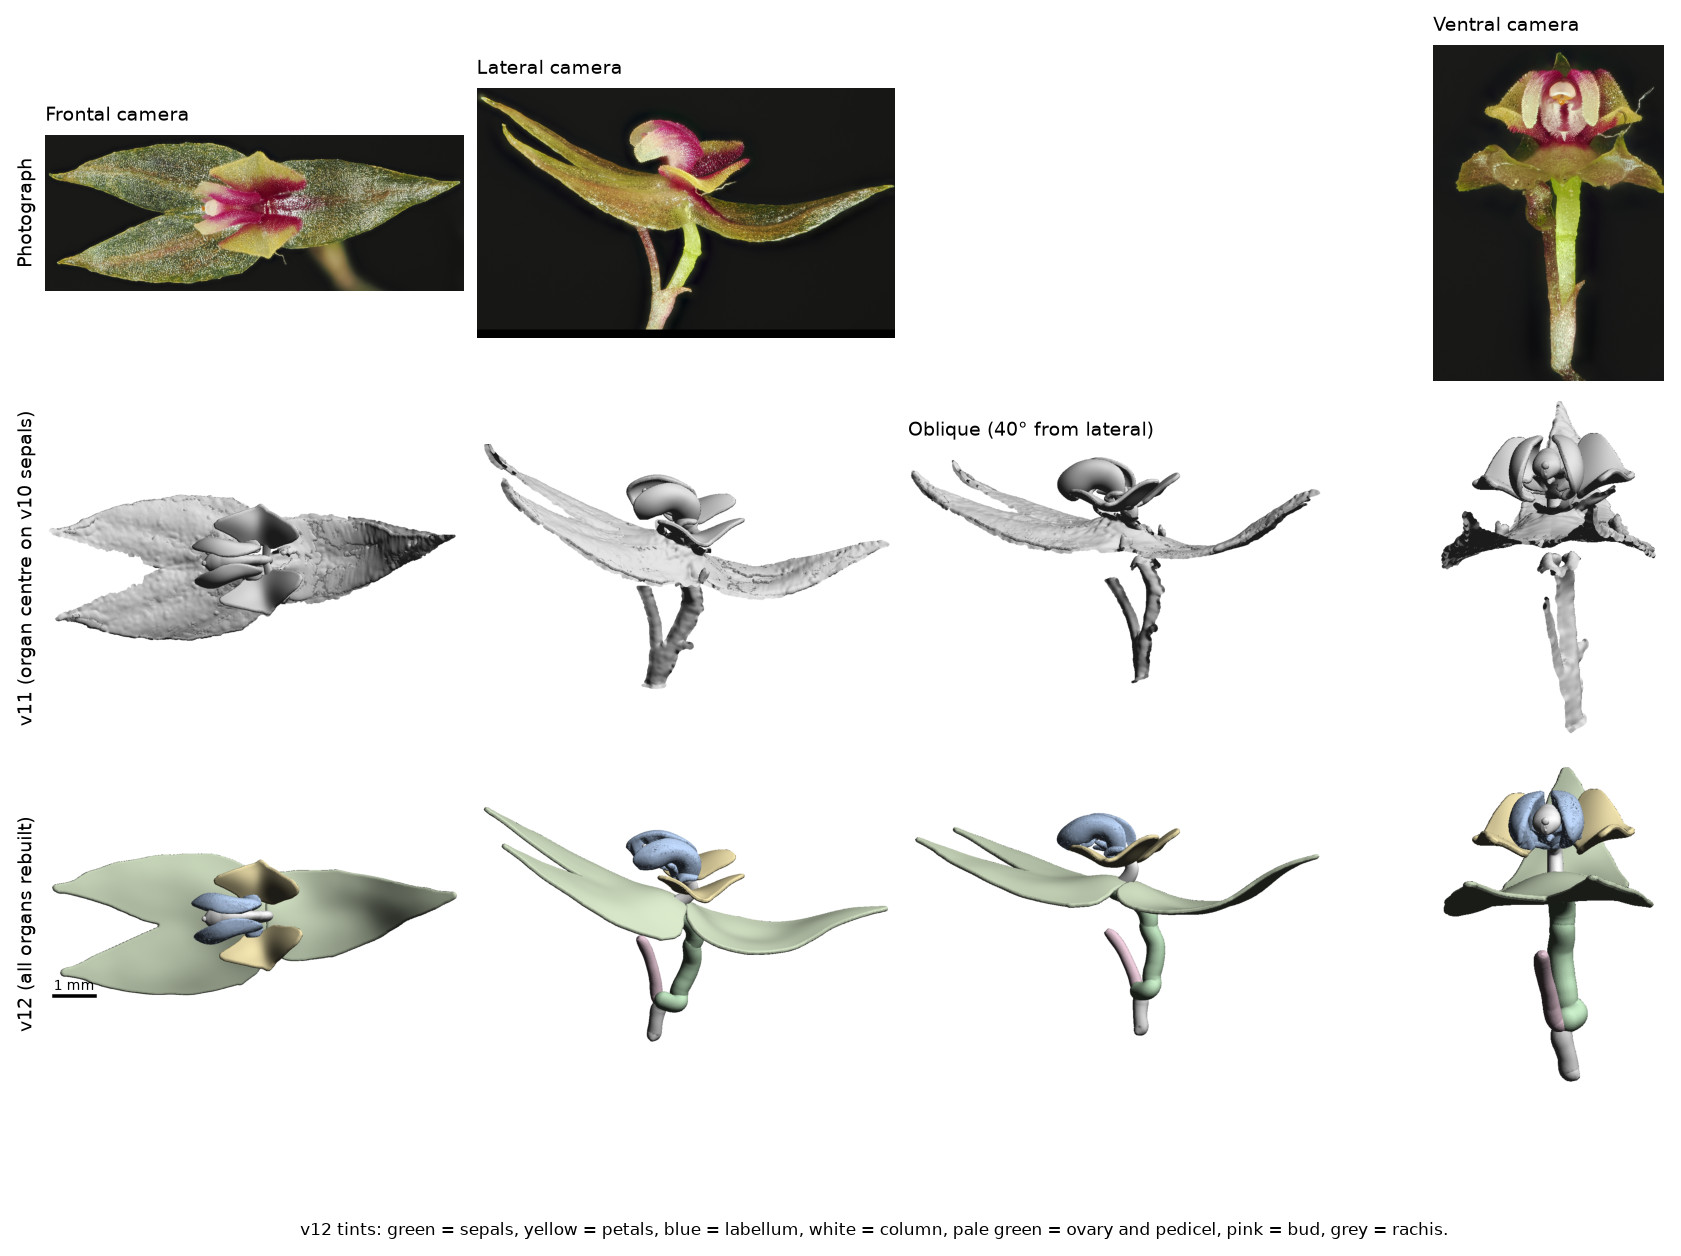 Ventral camera
Lateral camera
Frontal camera
Photograph
v11 (organ centre on v10 sepals)
Oblique (40° from lateral)
v12 (all organs rebuilt)
1 mm
v12 tints: green = sepals, yellow = petals, blue = labellum, white = column, pale green = ovary and pedicel, pink = bud, grey = rachis.